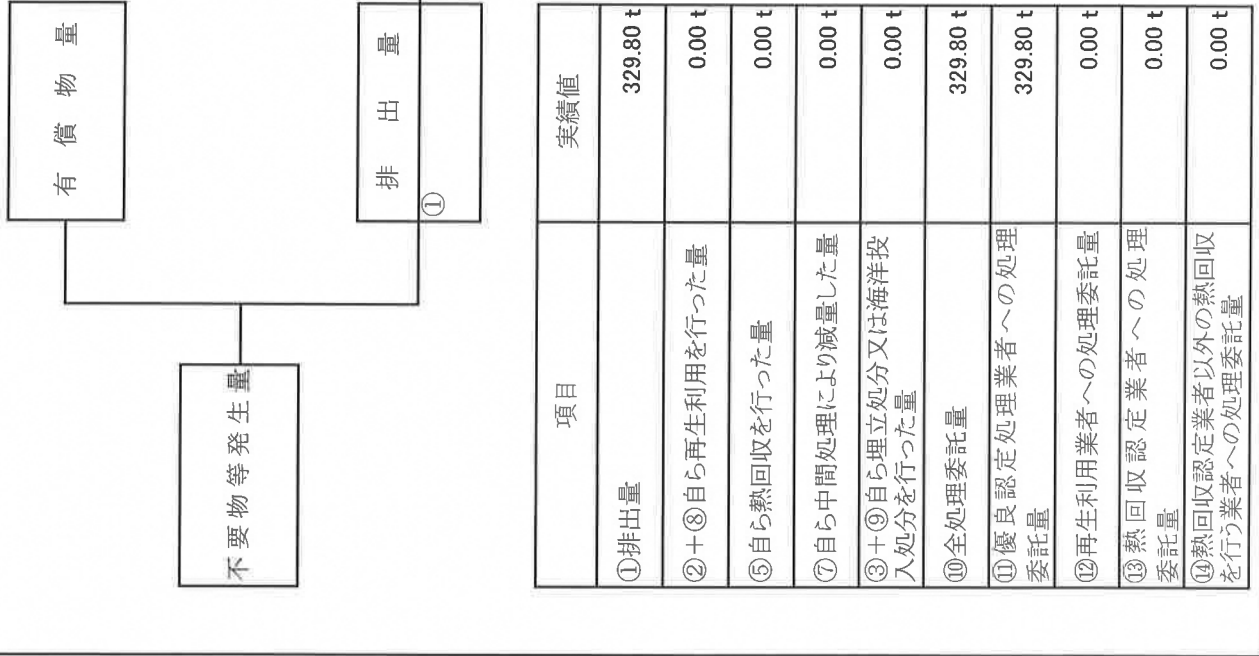 有償物量
不要物等発生量
排出量
①
項目 実績値
①排出量 329.80 t
②+⑧自ら再生利用を行った量 0.00 t
⑤自ら熱回収を行った量 0.00 t
⑦自ら中間処理により減量した量 0.00 t
③+⑨自ら埋立処分又は海洋投
入処分を行った量 0.00 t
⑩全処理委託量 329.80 t
⑪優良認定処理業者への処理
委託量 329.80 t
⑫再生利用業者への処理委託量 0.00 t
⑬熱回収認定業者への処理
委託量 0.00 t
⑭熱回収認定業者以外の熱回収
を行う業者への処理委託量 0.00 t